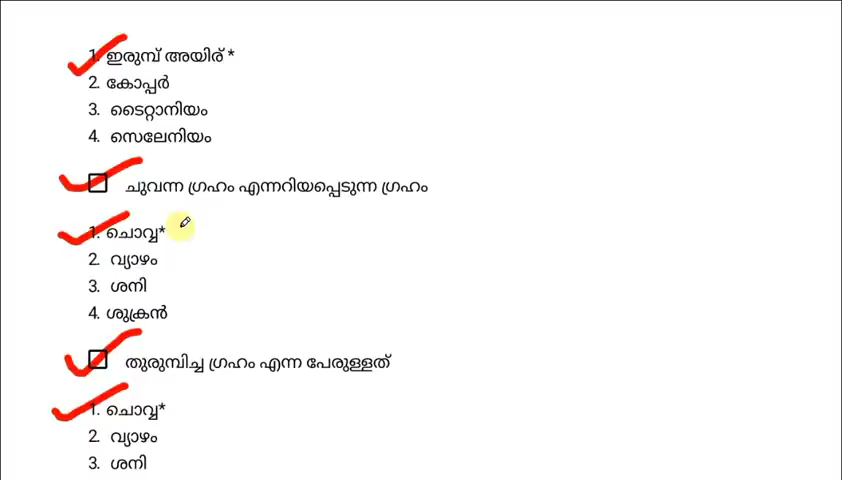 1. ഇരുമ്പ് അയിര് *
2. കോപ്പർ
3. ടൈറ്റാനിയം
4. സെലേനിയം
ചുവന്ന ഗ്രഹം എന്നറിയപ്പെടുന്ന ഗ്രഹം
1. ചൊവ്വ*
2. വ്യാഴം
3. ശനി
4. ശുക്രൻ
തുരുമ്പിച്ച ഗ്രഹം എന്ന പേരുള്ളത്
1. ചൊവ്വ*
2. വ്യാഴം
3. ശനി